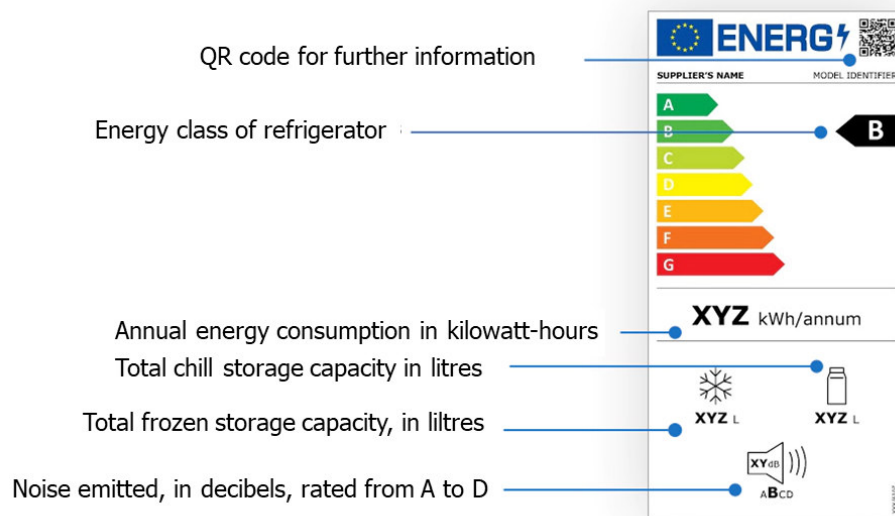 ENERG
QR code for further information
SUPPLIER'S NAME MODEL IDENTIFIER
A
Energy class of refrigerator
B B
C
D
E
F
G
XYZ kWh/annum
Annual energy consumption in kilowatt-hours
Total chill storage capacity in litres
Total frozen storage capacity, in liltres
XYZ L XYZ L
XY dB
Noise emitted, in decibels, rated from A to D
ABCD